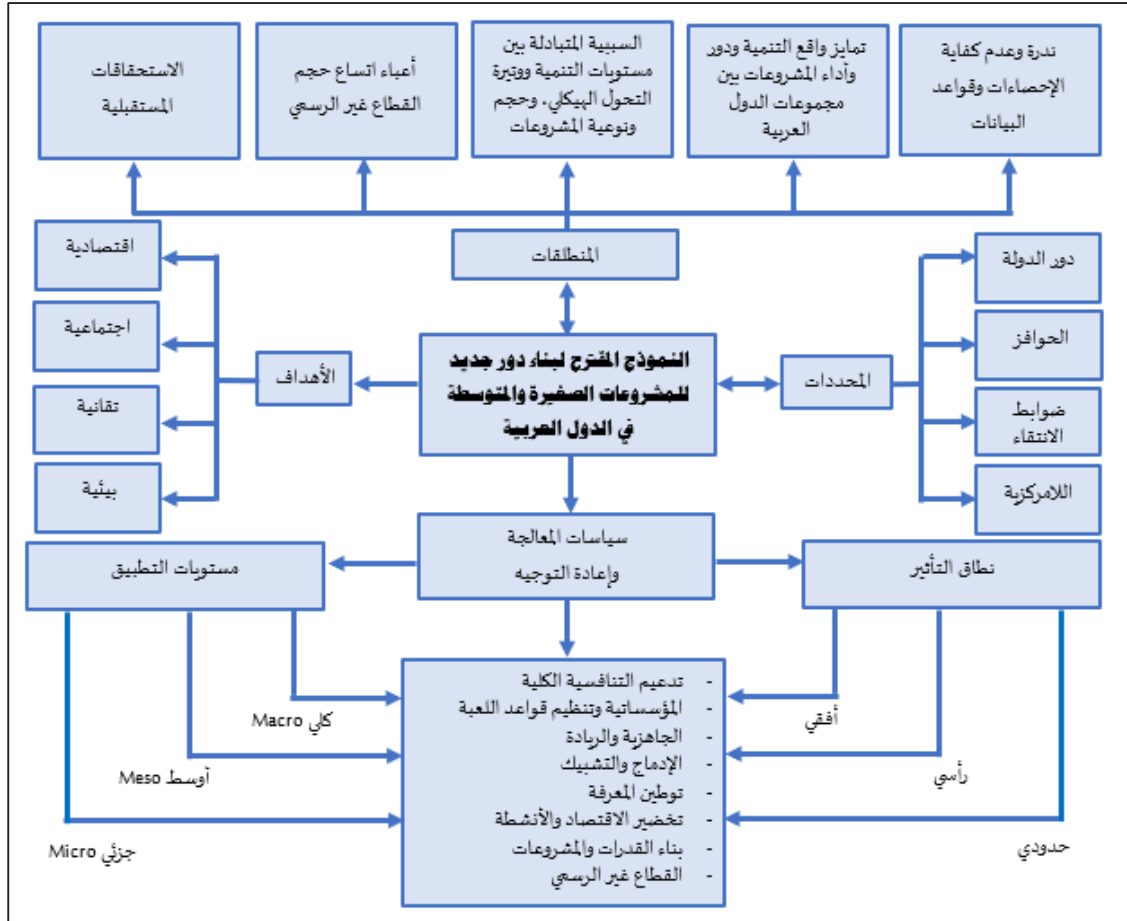 ندرة وعدم كفاية
الإحصاءات وقواعد
البيانات
تمايز واقع التنمية ودور
وأداء المشروعات بين
مجموعات الدول
العربية
السببية المتبادلة بين
مستويات التنمية ووتيرة
التحول الهيكلي، وحجم
ونوعية المشروعات
أعباء اتساع حجم
القطاع غير الرسمي
الاستحقاقات
المستقبلية
المنطلقات
دور الدولة
الحوافز
ضوابط
الانتقاء
اللامركزية
المحددات
النموذج المقترح لبناء دور جديد
للمشروعات الصغيرة والمتوسطة
في الدول العربية
الأهداف
اقتصادية
اجتماعية
تقانية
بيئية
سياسات المعالجة
وإعادة التوجيه
نطاق التأثير
مستويات التطبيق
أفقي
رأسي
حدودي
- تدعيم التنافسية الكلية
- المؤسساتية وتنظيم قواعد اللعبة
- الجاهزية والريادة
- الإدماج والتشبيك
- توطين المعرفة
- تخضير الاقتصاد والأنشطة
- بناء القدرات والمشروعات
- القطاع غير الرسمي
كلي Macro
أوسط Meso
جزئي Micro